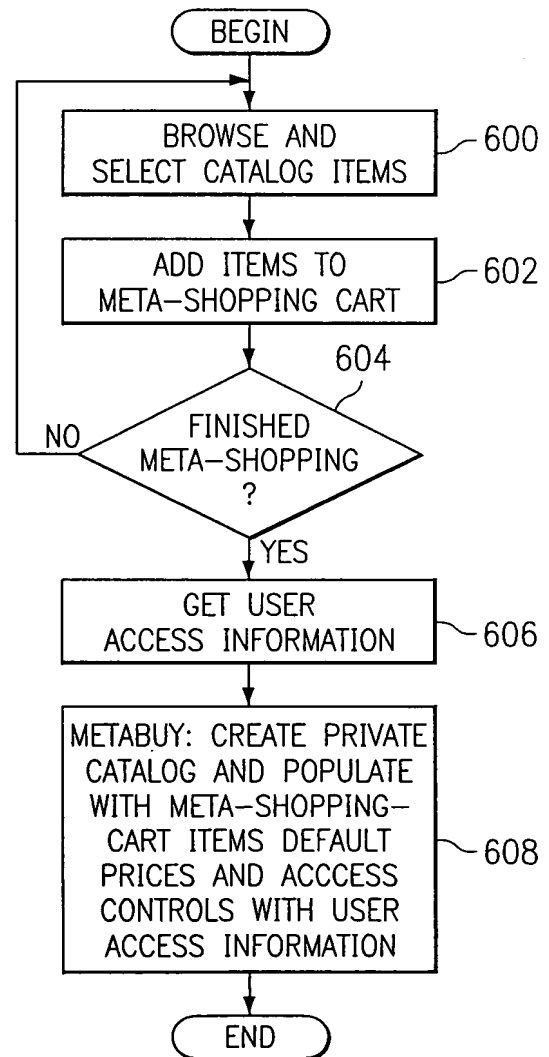 BEGIN
BROWSE AND
SELECT CATALOG ITEMS
600
ADD ITEMS TO
META-SHOPPING CART
602
604
FINISHED
META-SHOPPING
?
NO
YES
GET USER
ACCESS INFORMATION
606
METABUY: CREATE PRIVATE
CATALOG AND POPULATE
WITH META-SHOPPING-
CART ITEMS DEFAULT
PRICES AND ACCCESS
CONTROLS WITH USER
ACCESS INFORMATION
608
END